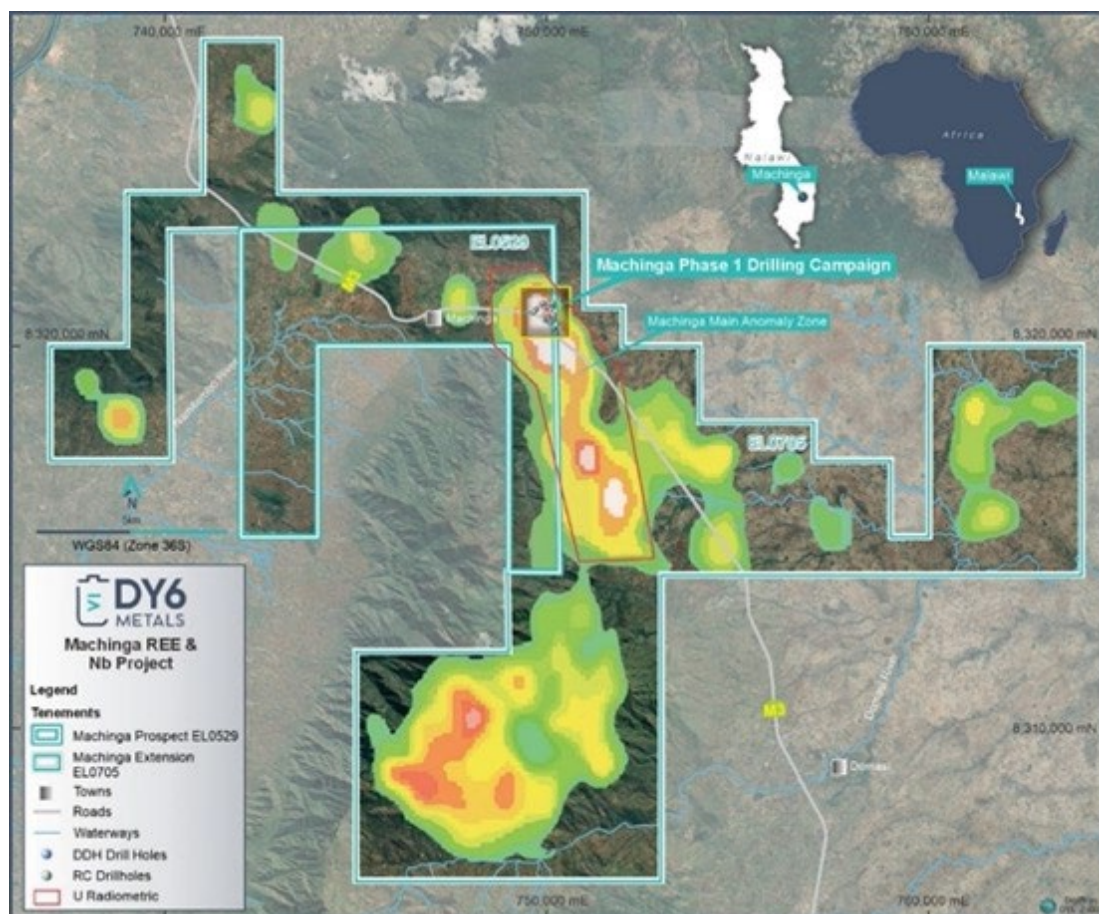 740,000 mE
750,000 mE
760,000 mE
Africa
Malawi
Machinga
Malawi
EL0529
Machinga Phase 1 Drilling Campaign
M3
Machinga
Machinga Main Anomaly Zone
8,320,000 mN
8,320,000 mN
EL0705
N
5km
WGS84 (Zone 36S)
DY6
METALS
Machinga REE &
Nb Project
Legend
Tenements
Machinga Prospect EL0529
Machinga Extension
EL0705
Towns
Roads
Waterways
DDH Drill Holes
RC Drillholes
U Radiometric
M3
8,310,000 mN
Domasi
750,000 mE
760,000 mE